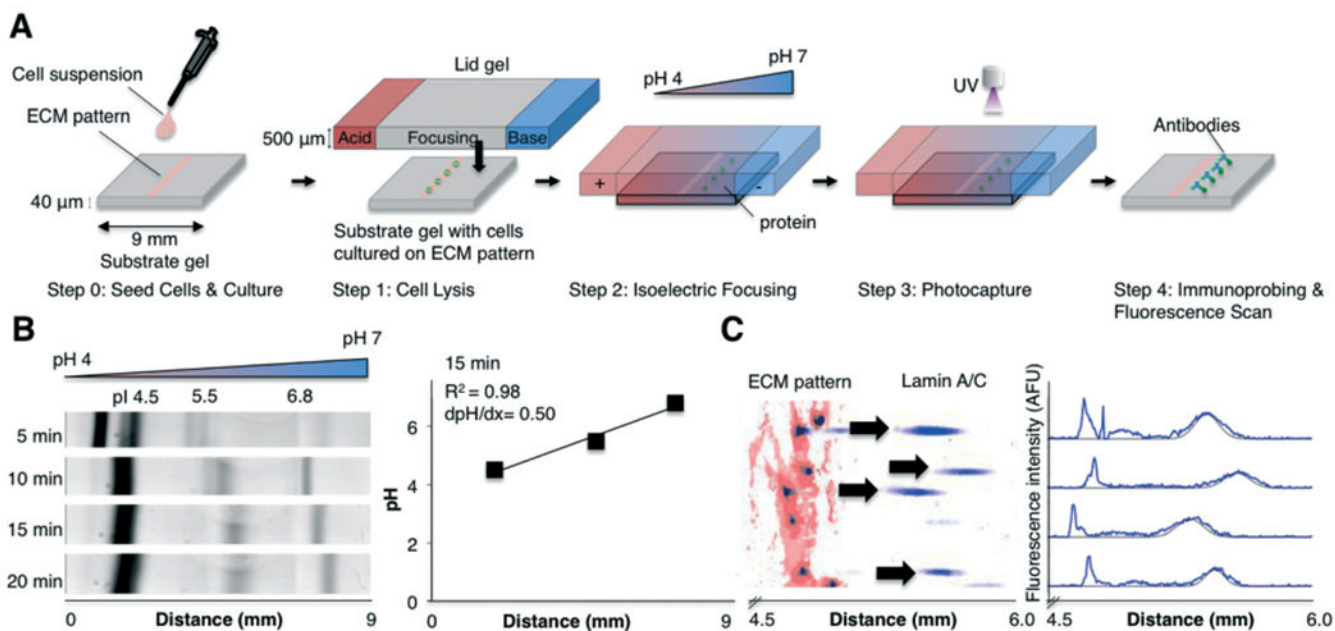 A
Cell suspension
ECM pattern
40 µm
9 mm
Substrate gel
Step 0: Seed Cells & Culture
Lid gel
500 µm
Acid
Focusing
Base
Substrate gel with cells
cultured on ECM pattern
Step 1: Cell Lysis
pH 4
pH 7
+
-
protein
Step 2: Isoelectric Focusing
UV
Step 3: Photocapture
Antibodies
Step 4: Immunoprobing &
Fluorescence Scan
B
pH 4
pH 7
pI 4.5
5.5
6.8
5 min
10 min
15 min
20 min
0
Distance (mm)
9
15 min
R² = 0.98
dpH/dx= 0.50
pH
6
4
2
0
0
Distance (mm)
9
C
ECM pattern
Lamin A/C
4.5
Distance (mm)
6.0
Fluorescence intensity (AFU)
4.5
Distance (mm)
6.0